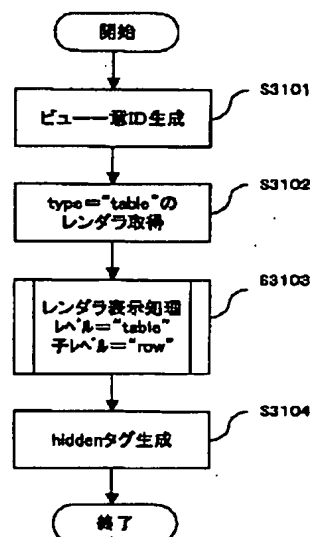 開始
S3101
ビュー一意ID生成
S3102
type="table"の
レンダラ取得
S3103
レンダラ表示処理
レベル="table"
子レベル="row"
S3104
hiddenタグ生成
終了